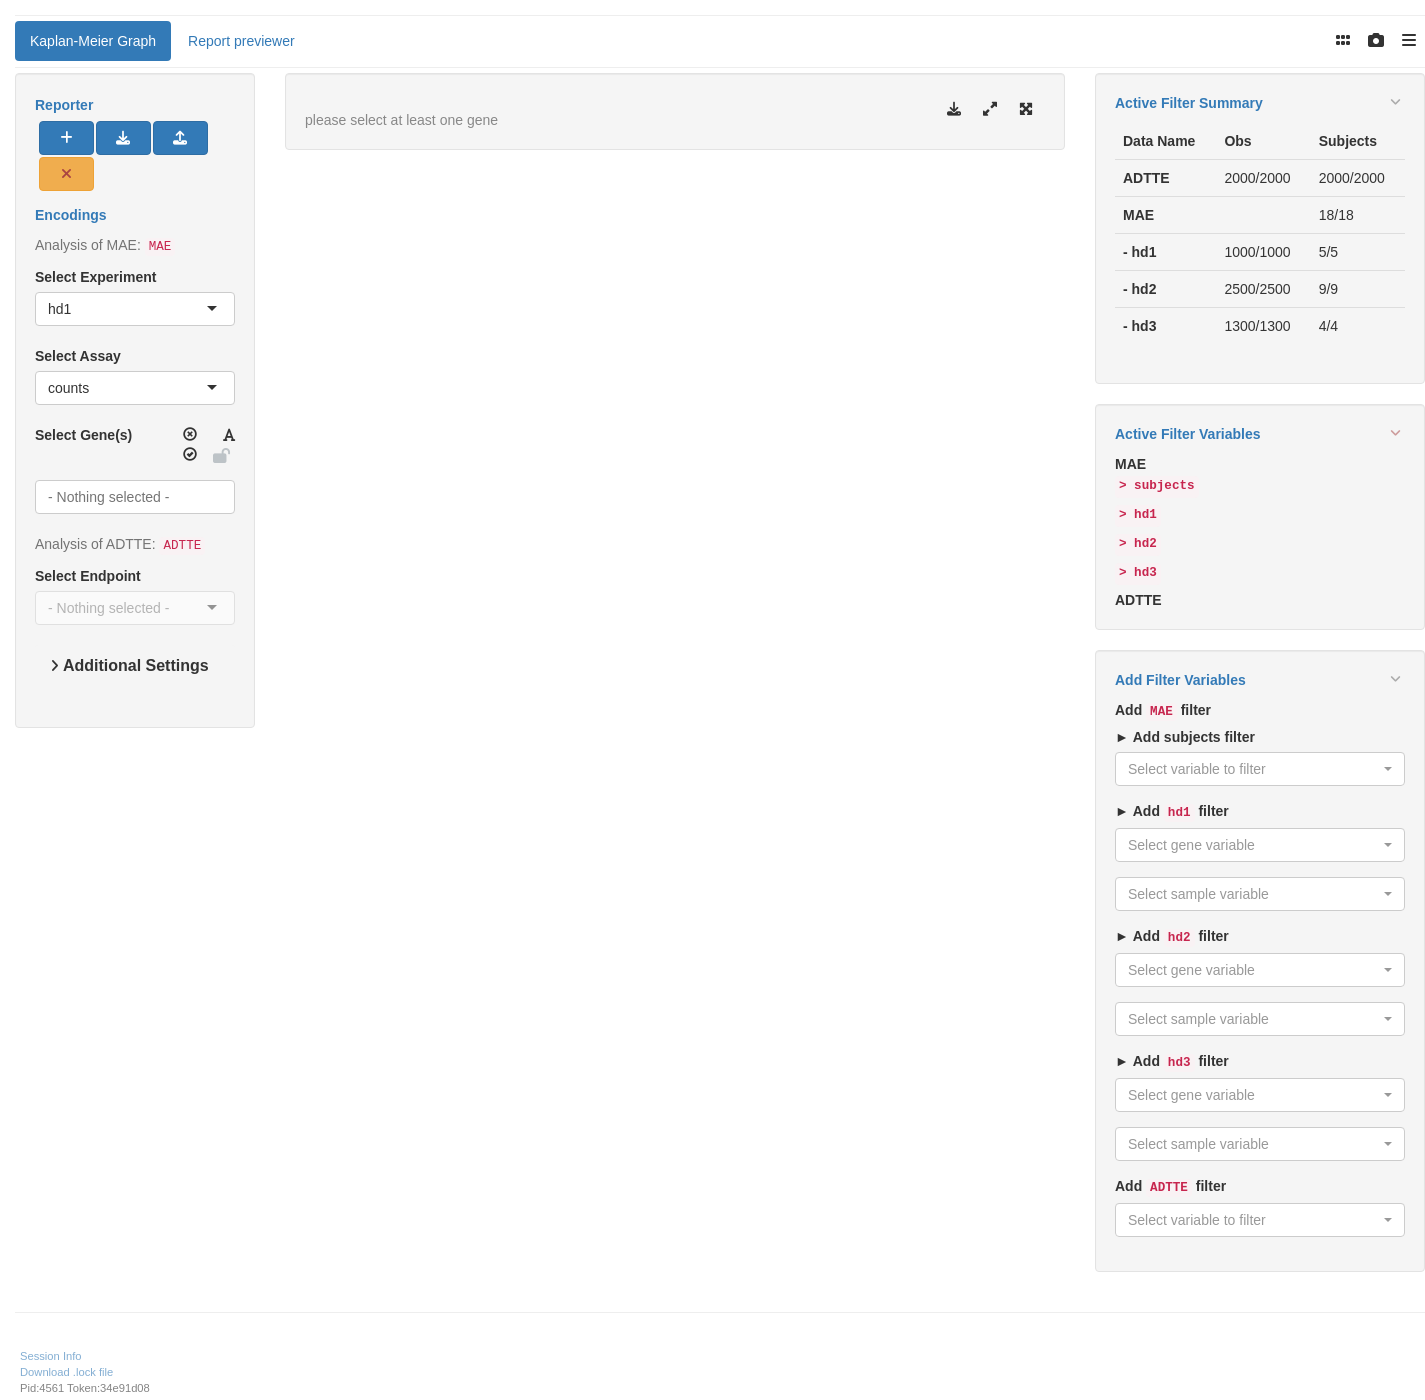 Kaplan-Meier Graph
Report previewer
Reporter
Encodings
Analysis of MAE: MAE
Select Experiment
hd1
Select Assay
counts
Select Gene(s)
- Nothing selected -
Analysis of ADTTE: ADTTE
Select Endpoint
- Nothing selected -
Additional Settings
please select at least one gene
Active Filter Summary
Data Name Obs Subjects
ADTTE 2000/2000 2000/2000
MAE 18/18
- hd1 1000/1000 5/5
- hd2 2500/2500 9/9
- hd3 1300/1300 4/4
Active Filter Variables
MAE
> subjects
> hd1
> hd2
> hd3
ADTTE
Add Filter Variables
Add MAE filter
► Add subjects filter
Select variable to filter
► Add hd1 filter
Select gene variable
Select sample variable
► Add hd2 filter
Select gene variable
Select sample variable
► Add hd3 filter
Select gene variable
Select sample variable
Add ADTTE filter
Select variable to filter
Session Info
Download .lock file
Pid:4561 Token:34e91d08